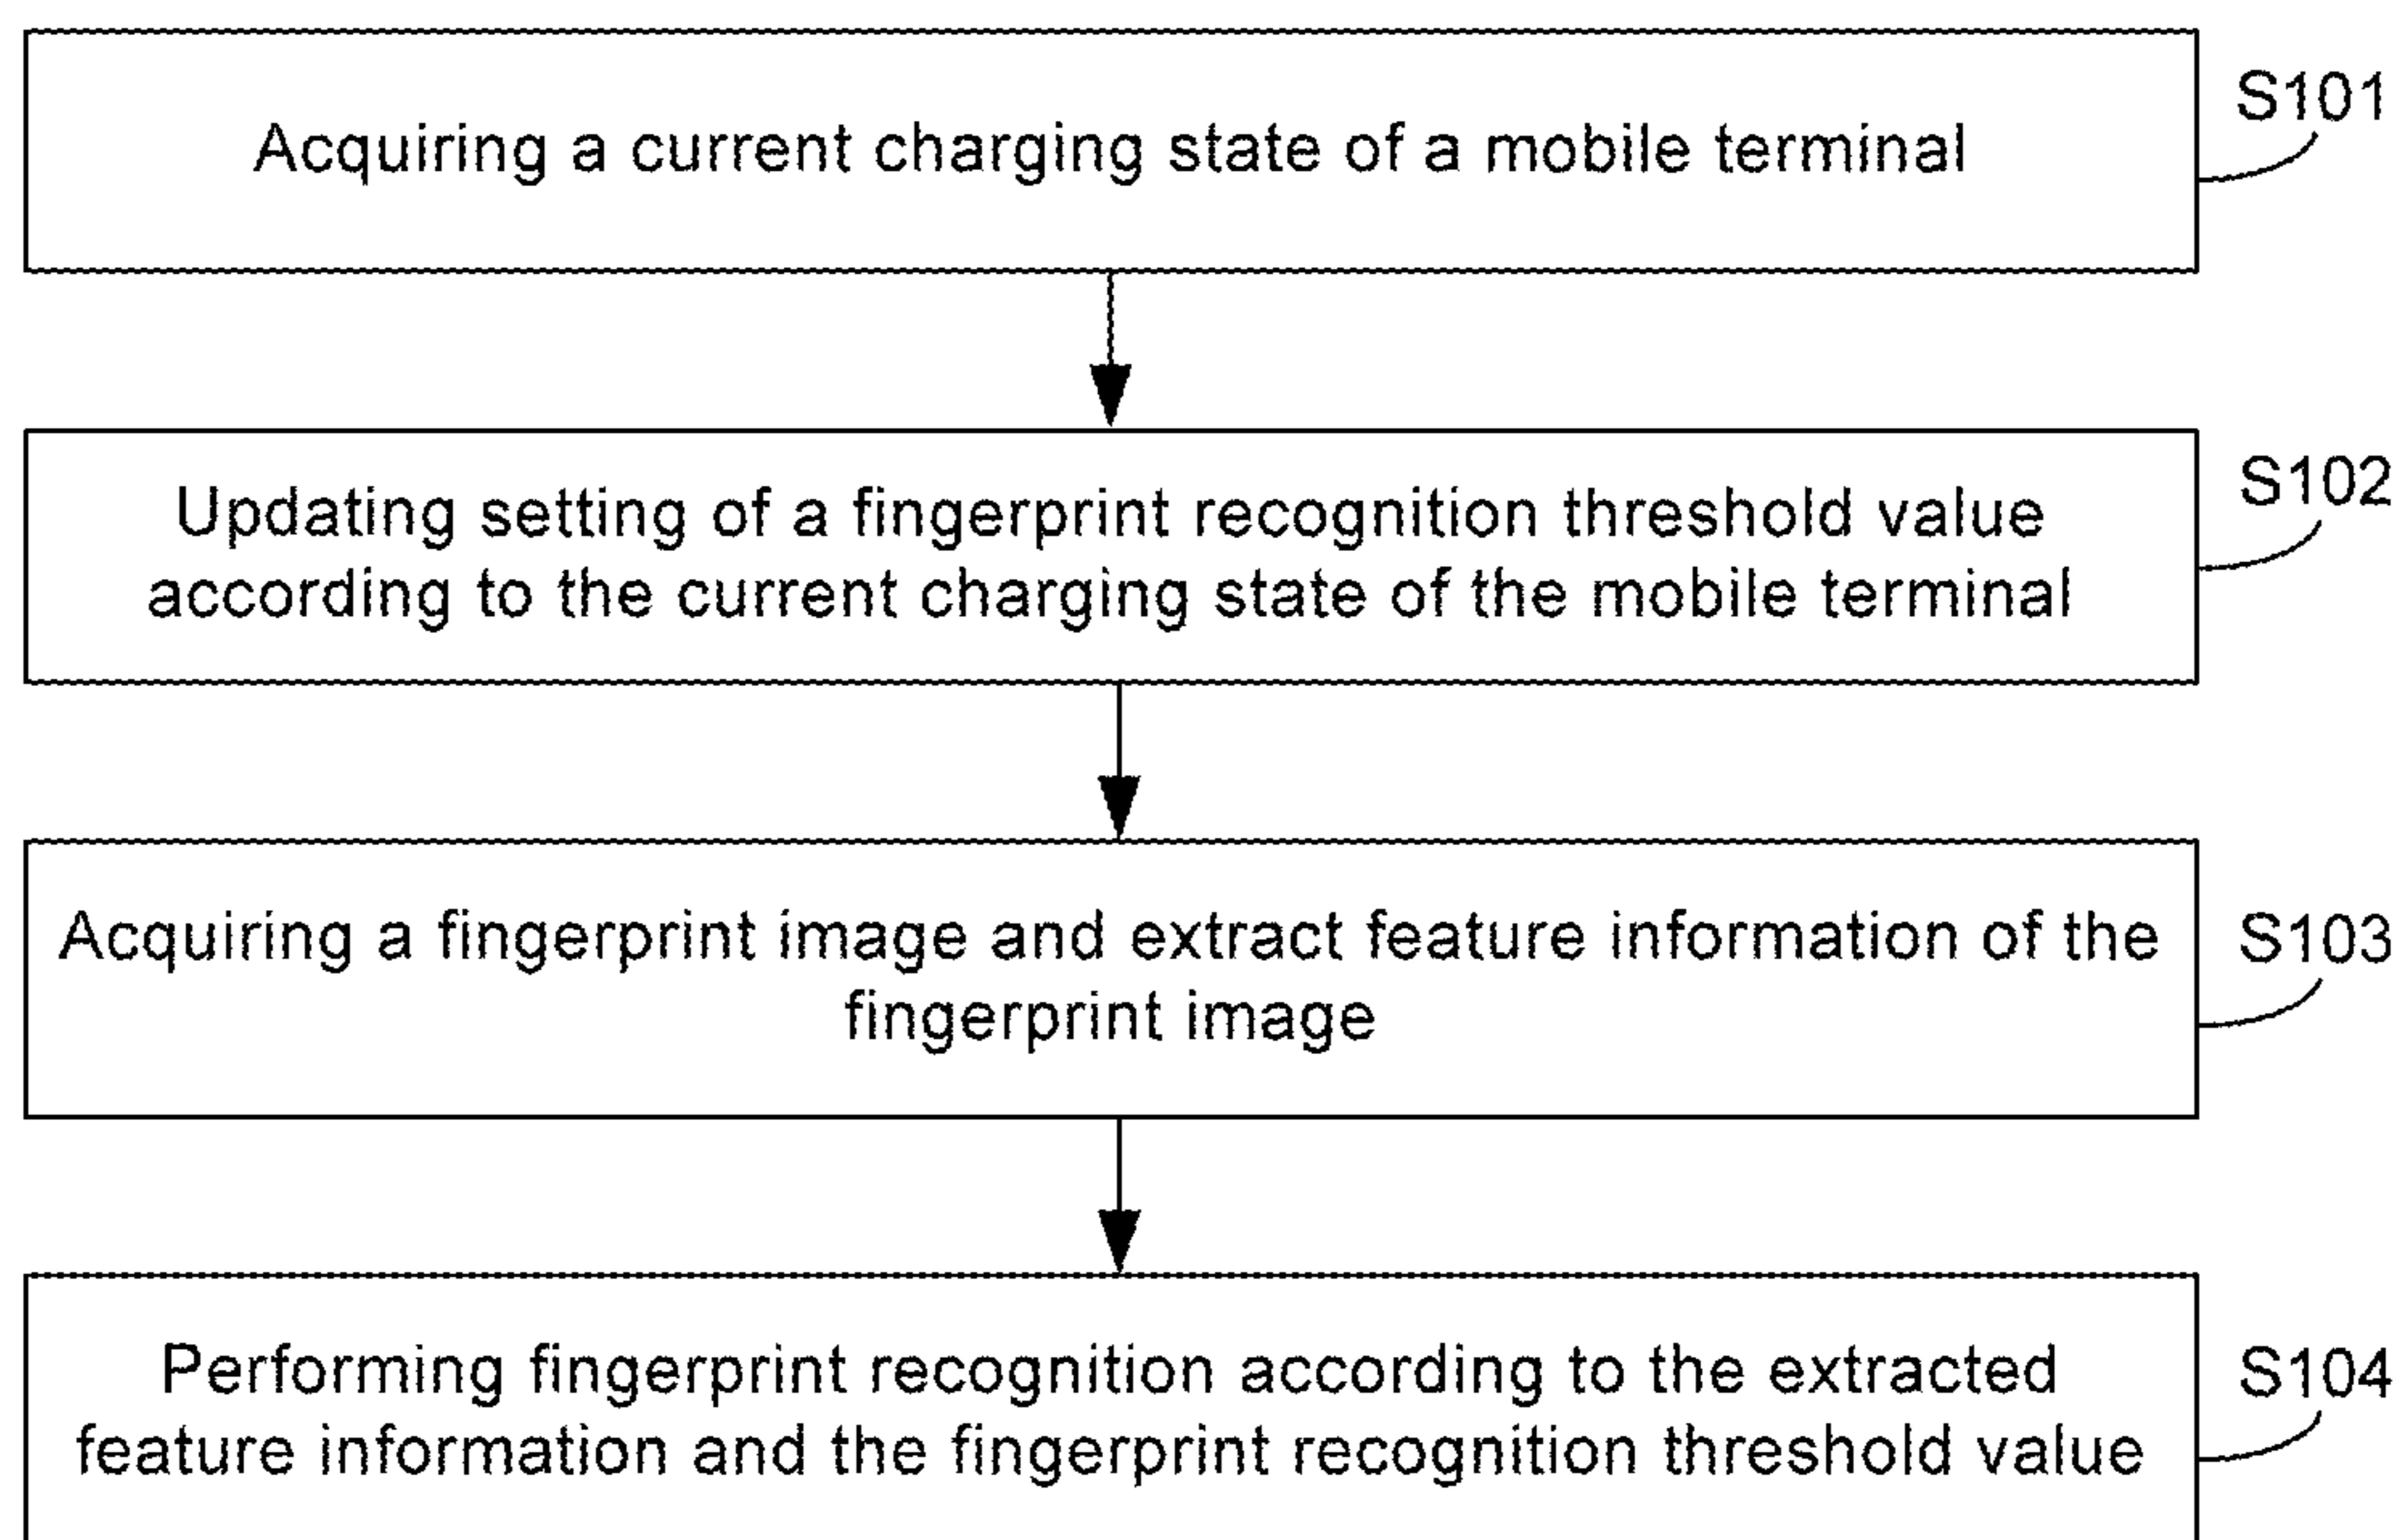 Acquiring a current charging state of a mobile terminal
S101
Updating setting of a fingerprint recognition threshold value
according to the current charging state of the mobile terminal
S102
Acquiring a fingerprint image and extract feature information of the
fingerprint image
S103
Performing fingerprint recognition according to the extracted
feature information and the fingerprint recognition threshold value
S104